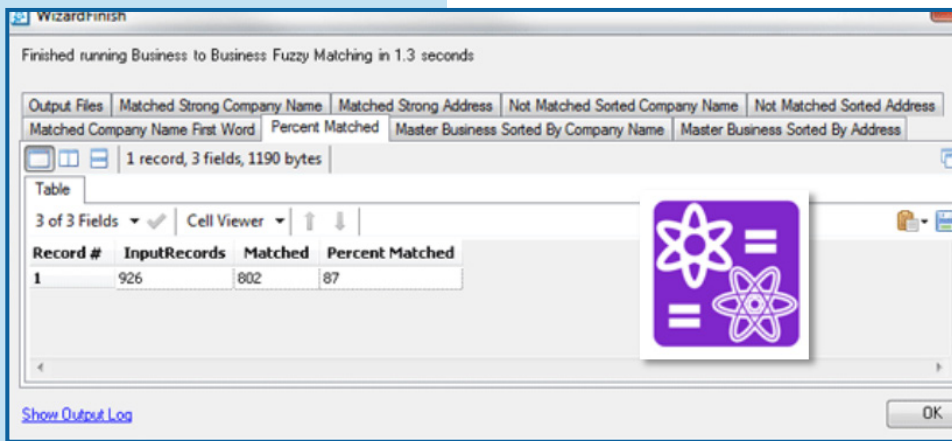 WizardFinish
Finished running Business to Business Fuzzy Matching in 1.3 seconds
Output Files Matched Strong Company Name Matched Strong Address Not Matched Sorted Company Name Not Matched Sorted Address
Matched Company Name First Word Percent Matched Master Business Sorted By Company Name Master Business Sorted By Address
1 record, 3 fields, 1190 bytes
Table
3 of 3 Fields Cell Viewer
Record # InputRecords Matched Percent Matched
1 926 802 87
Show Output Log OK